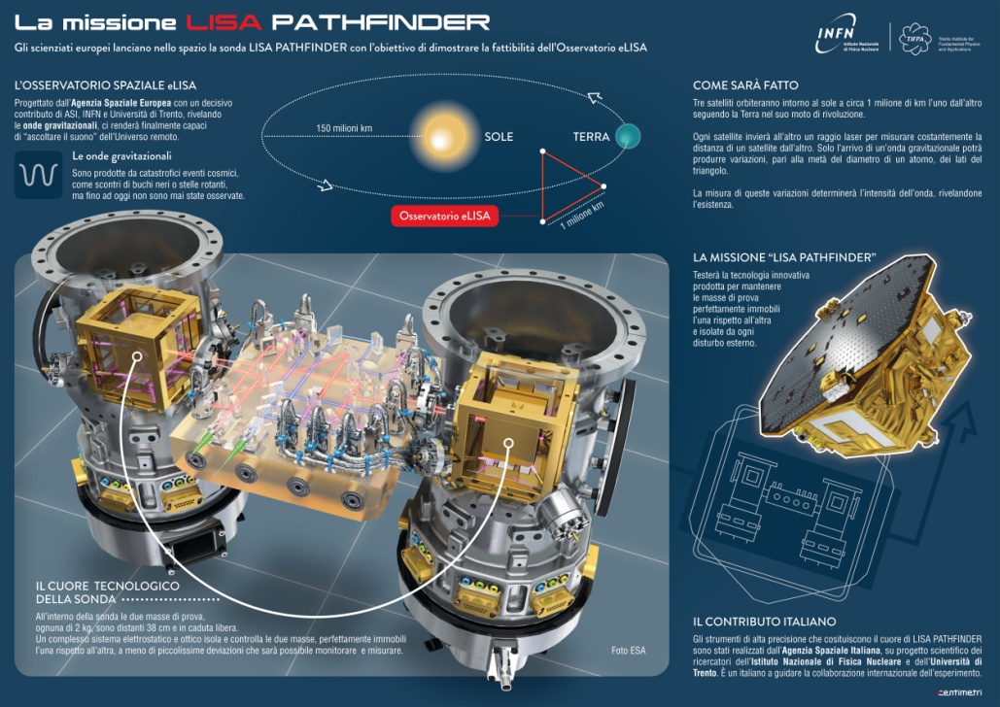 La missione LISA PATHFINDER
Gli scienziati europei lanciano nello spazio la sonda LISA PATHFINDER con l'obiettivo di dimostrare la fattibilità dell'Osservatorio eLISA
INFN
Istituto Nazionale
di Fisica Nucleare
TIFPA
Trento Institute for
Fundamental Physics
and Applications
L'OSSERVATORIO SPAZIALE eLISA
Progettato dall'Agenzia Spaziale Europea con un decisivo
contributo di ASI, INFN e Università di Trento, rivelando
le onde gravitazionali, ci renderà finalmente capaci
di "ascoltare il suono" dell'Universo remoto.
Le onde gravitazionali
Sono prodotte da catastrofici eventi cosmici,
come scontri di buchi neri o stelle rotanti,
ma fino ad oggi non sono mai state osservate.
150 milioni km
SOLE
TERRA
Osservatorio eLISA
1 milione km
COME SARÀ FATTO
Tre satelliti orbiteranno intorno al sole a circa 1 milione di km l'uno dall'altro
seguendo la Terra nel suo moto di rivoluzione.
Ogni satellite invierà all'altro un raggio laser per misurare costantemente la
distanza di un satellite dall'altro. Solo l'arrivo di un'onda gravitazionale potrà
produrre variazioni, pari alla metà del diametro di un atomo, dei lati del
triangolo.
La misura di queste variazioni determinerà l'intensità dell'onda, rivelandone
l'esistenza.
LA MISSIONE "LISA PATHFINDER"
Testerà la tecnologia innovativa
prodotta per mantenere
le masse di prova
perfettamente immobili
l'una rispetto all'altra
e isolate da ogni
disturbo esterno.
IL CUORE TECNOLOGICO
DELLA SONDA
All'interno della sonda le due masse di prova,
ognuna di 2 kg, sono distanti 38 cm e in caduta libera.
Un complesso sistema elettrostatico e ottico isola e controlla le due masse, perfettamente immobili
l'una rispetto all'altra, a meno di piccolissime deviazioni che sarà possibile monitorare e misurare.
Foto ESA
IL CONTRIBUTO ITALIANO
Gli strumenti di alta precisione che cosituiscono il cuore di LISA PATHFINDER
sono stati realizzati dall'Agenzia Spaziale Italiana, su progetto scientifico dei
ricercatori dell'Istituto Nazionale di Fisica Nucleare e dell'Università di
Trento. È un italiano a guidare la collaborazione internazionale dell'esperimento.
centimetri